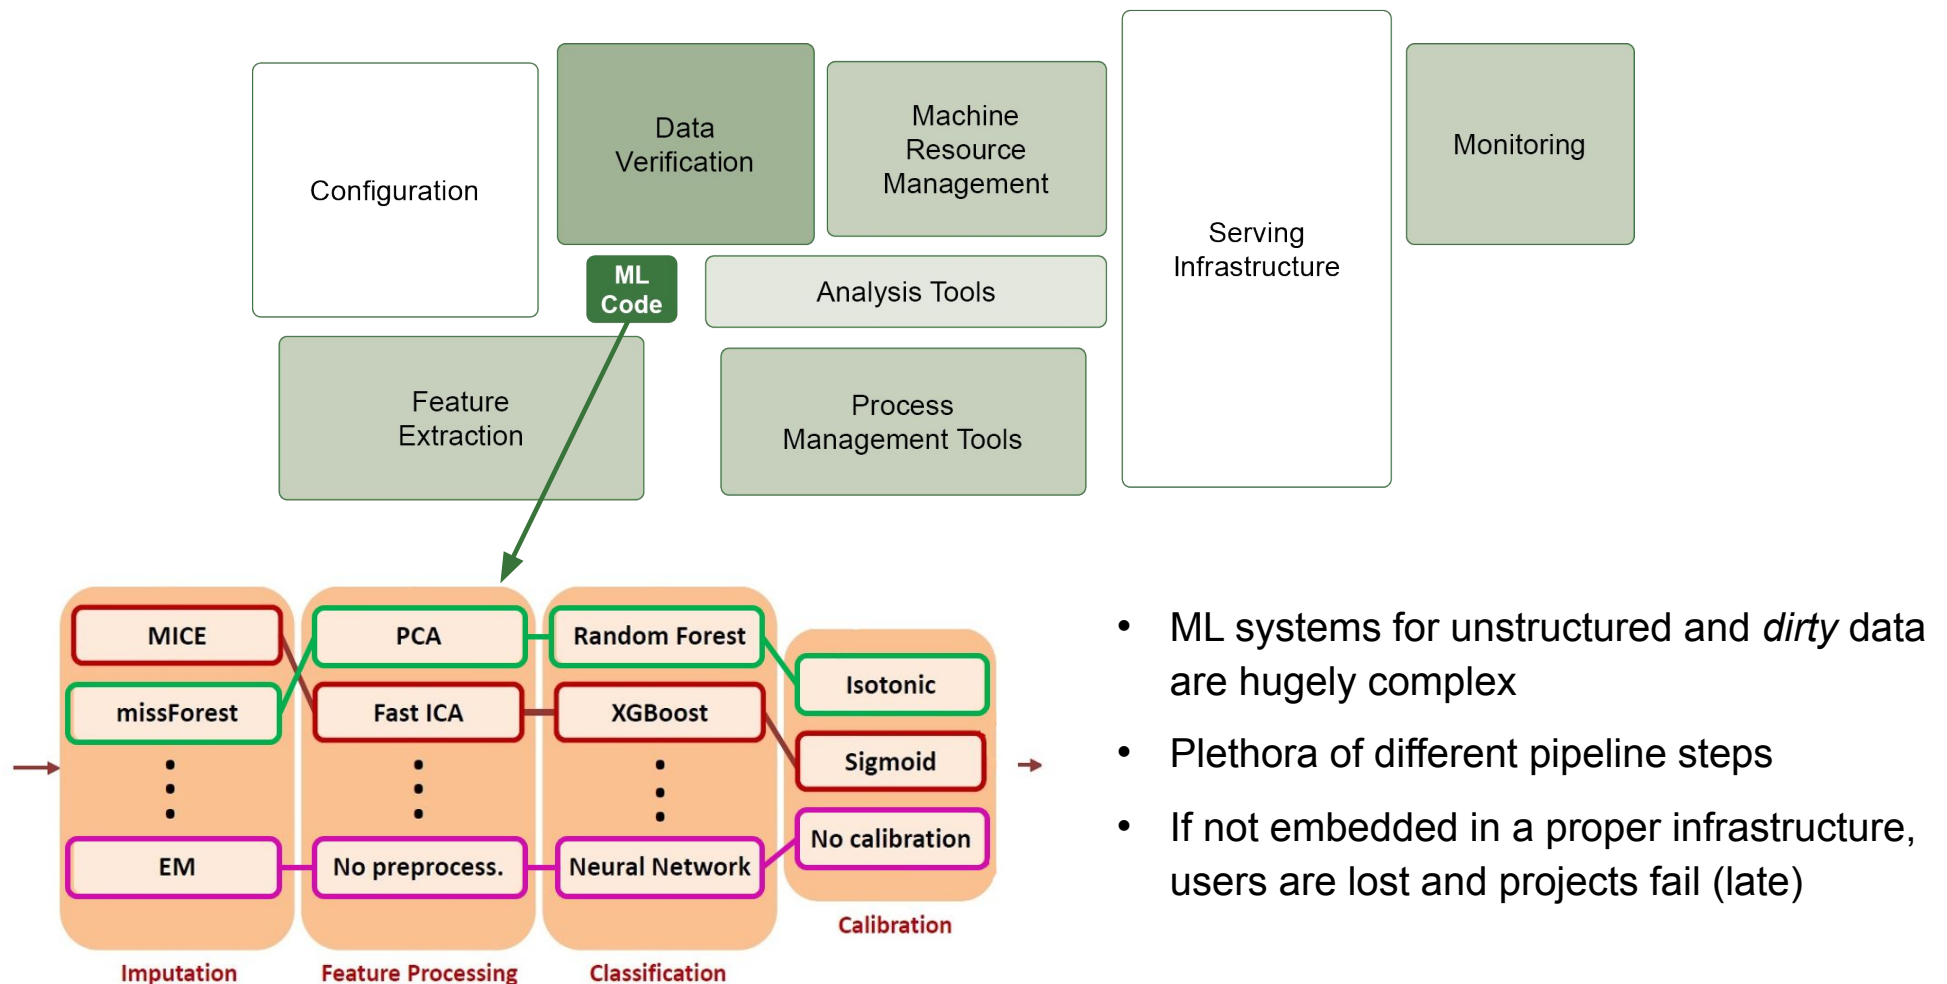 Configuration
Data
Verification
Machine
Resource
Management
Serving
Infrastructure
Monitoring
ML
Code
Analysis Tools
Feature
Extraction
Process
Management Tools
MICE
missForest
EM
Imputation
PCA
Fast ICA
No preprocess.
Feature Processing
Random Forest
XGBoost
Neural Network
Classification
Isotonic
Sigmoid
No calibration
Calibration
• ML systems for unstructured and dirty data
are hugely complex
• Plethora of different pipeline steps
• If not embedded in a proper infrastructure,
users are lost and projects fail (late)